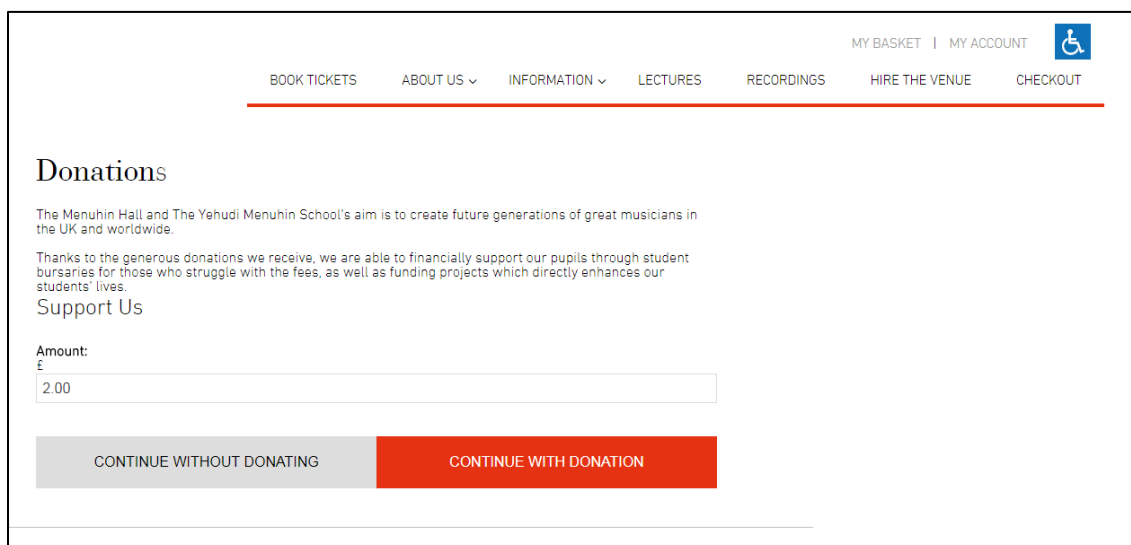 MY BASKET | MY ACCOUNT
BOOK TICKETS ABOUT US INFORMATION LECTURES RECORDINGS HIRE THE VENUE CHECKOUT
Donations
The Menuhin Hall and The Yehudi Menuhin School's aim is to create future generations of great musicians in
the UK and worldwide.
Thanks to the generous donations we receive, we are able to financially support our pupils through student
bursaries for those who struggle with the fees, as well as funding projects which directly enhances our
students' lives.
Support Us
Amount:
£
2.00
CONTINUE WITHOUT DONATING CONTINUE WITH DONATION